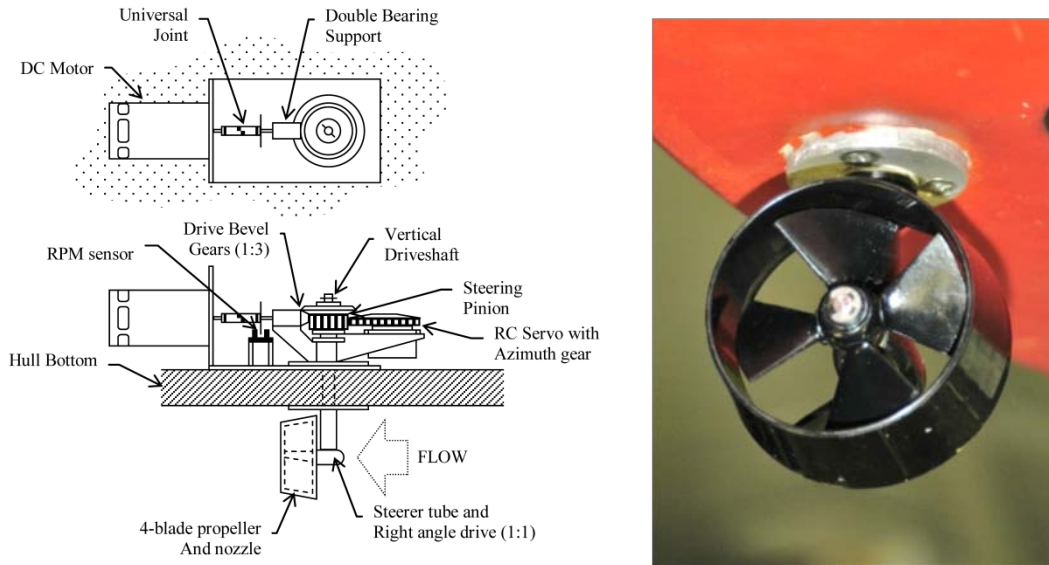 Universal
Joint
Double Bearing
Support
DC Motor
Drive Bevel
Gears (1:3)
Vertical
Driveshaft
RPM sensor
Steering
Pinion
RC Servo with
Azimuth gear
Hull Bottom
FLOW
4-blade propeller
And nozzle
Steerer tube and
Right angle drive (1:1)